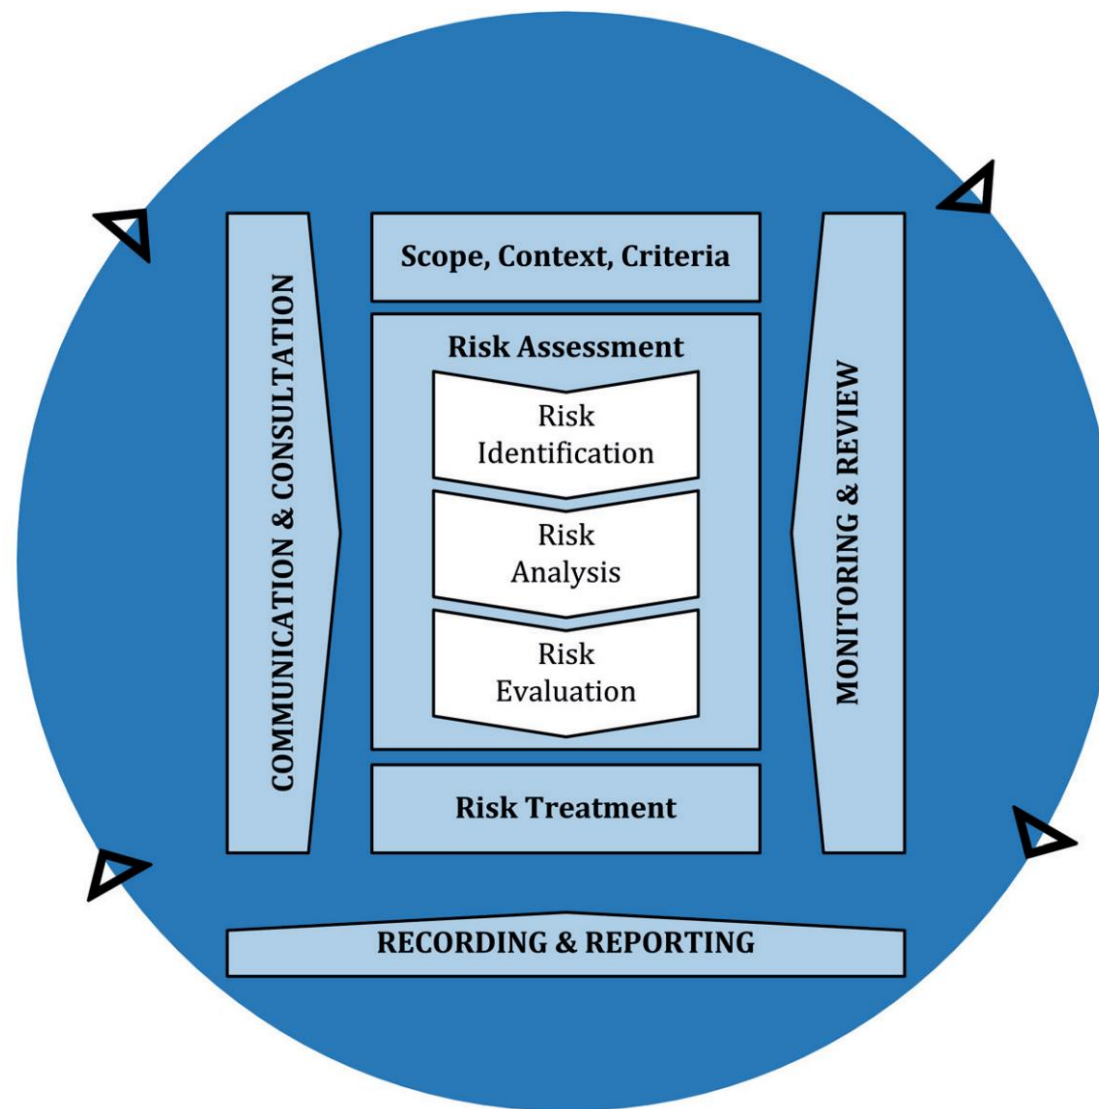 Scope, Context, Criteria
Risk Assessment
Risk
Identification
Risk
Analysis
Risk
Evaluation
Risk Treatment
COMMUNICATION & CONSULTATION
MONITORING & REVIEW
RECORDING & REPORTING